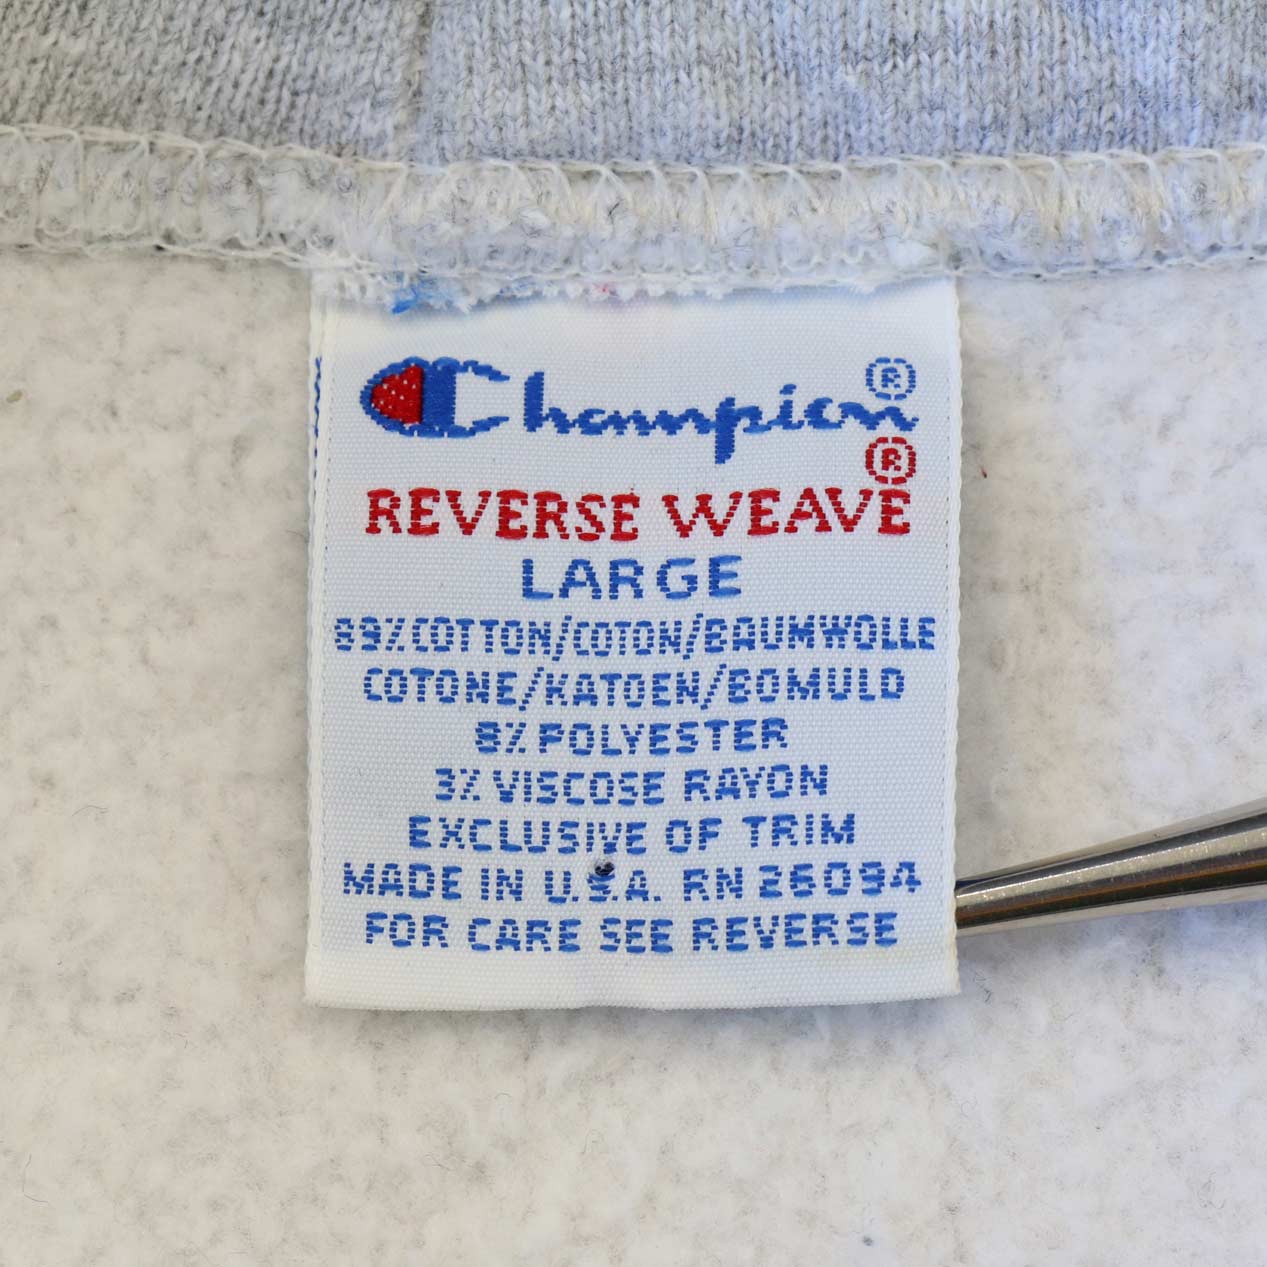 Champion®
REVERSE WEAVE®
LARGE
89% COTTON/COTON/BAUMWOLLE
COTONE/KATOEN/BOMULD
8% POLYESTER
3% VISCOSE RAYON
EXCLUSIVE OF TRIM
MADE IN U.S.A. RN 26094
FOR CARE SEE REVERSE